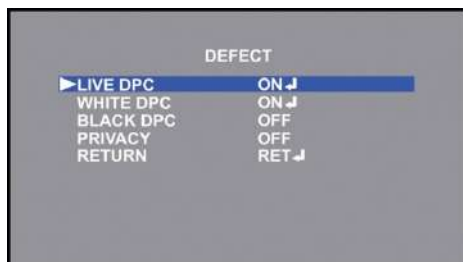 DEFECT
►LIVE DPC ON↲
WHITE DPC ON↲
BLACK DPC OFF
PRIVACY OFF
RETURN RET↲